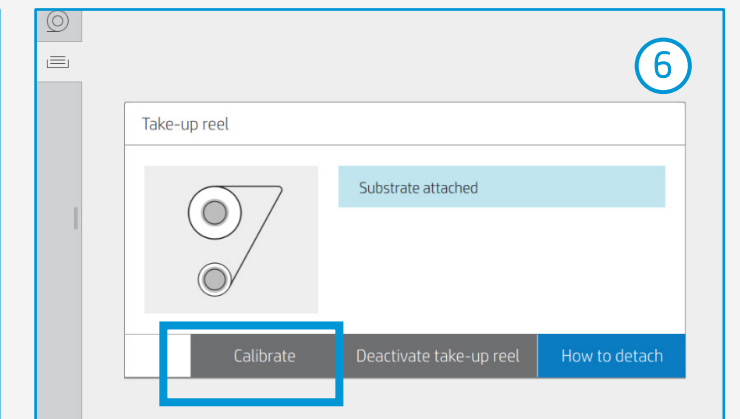 6
Take-up reel
Substrate attached
Calibrate Deactivate take-up reel How to detach